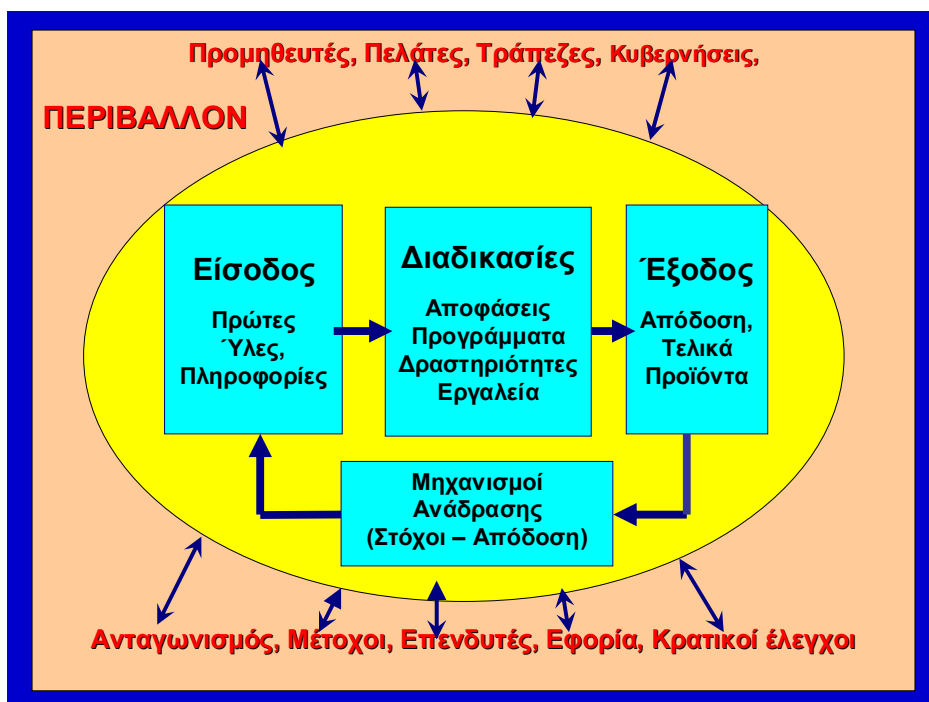 Προμηθευτές, Πελάτες, Τράπεζες, Κυβερνήσεις,
ΠΕΡΙΒΑΛΛΟΝ
Είσοδος
Πρώτες
Ύλες,
Πληροφορίες
Διαδικασίες
Αποφάσεις
Προγράμματα
Δραστηριότητες
Εργαλεία
Έξοδος
Απόδοση,
Τελικά
Προϊόντα
Μηχανισμοί
Ανάδρασης
(Στόχοι – Απόδοση)
Ανταγωνισμός, Μέτοχοι, Επενδυτές, Εφορία, Κρατικοί έλεγχοι